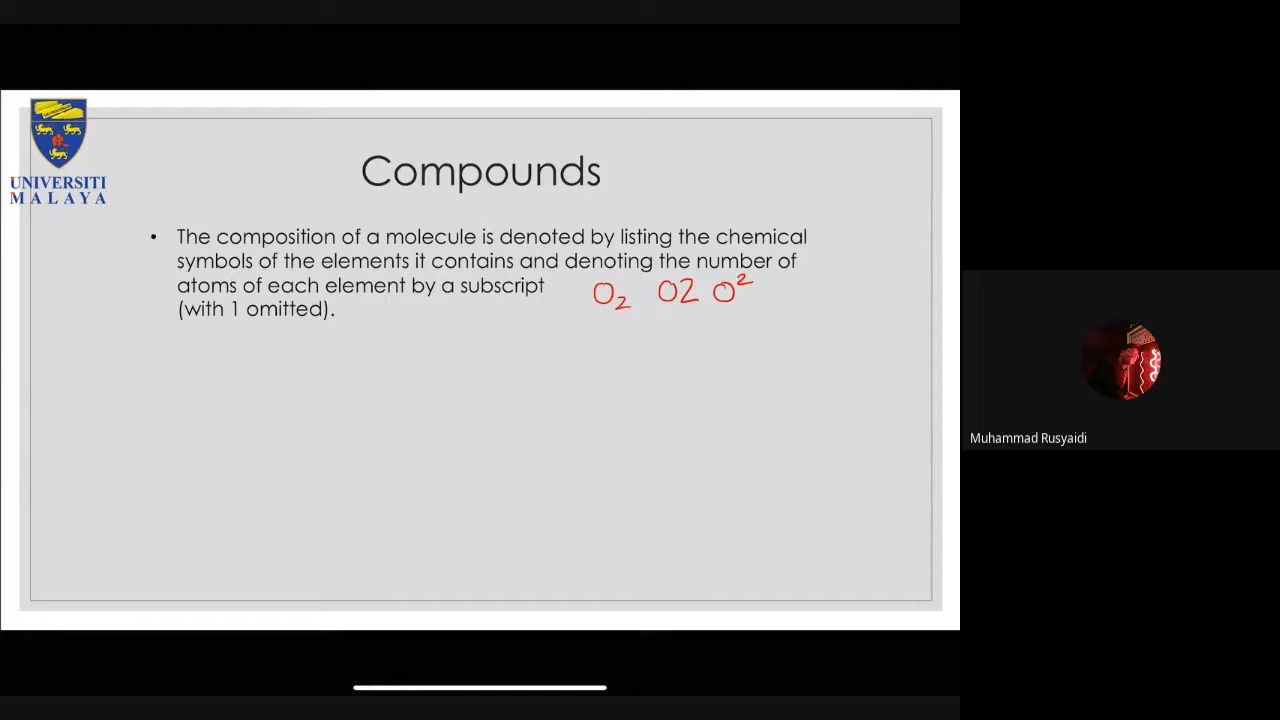 UNIVERSITI
MALAYA
Compounds
• The composition of a molecule is denoted by listing the chemical
symbols of the elements it contains and denoting the number of
atoms of each element by a subscript
(with 1 omitted).
O₂ O2 O²
Muhammad Rusyaidi